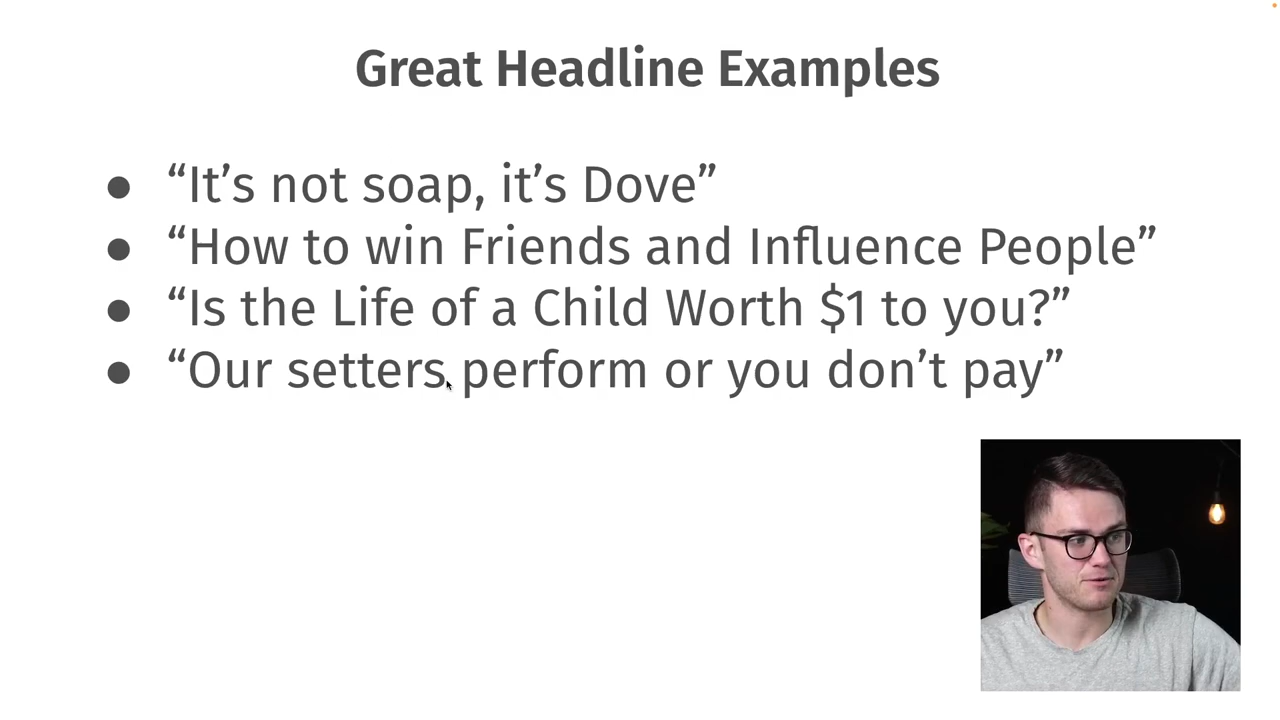 Great Headline Examples
● “It’s not soap, it’s Dove”
● “How to win Friends and Influence People”
● “Is the Life of a Child Worth $1 to you?”
● “Our setters perform or you don’t pay”